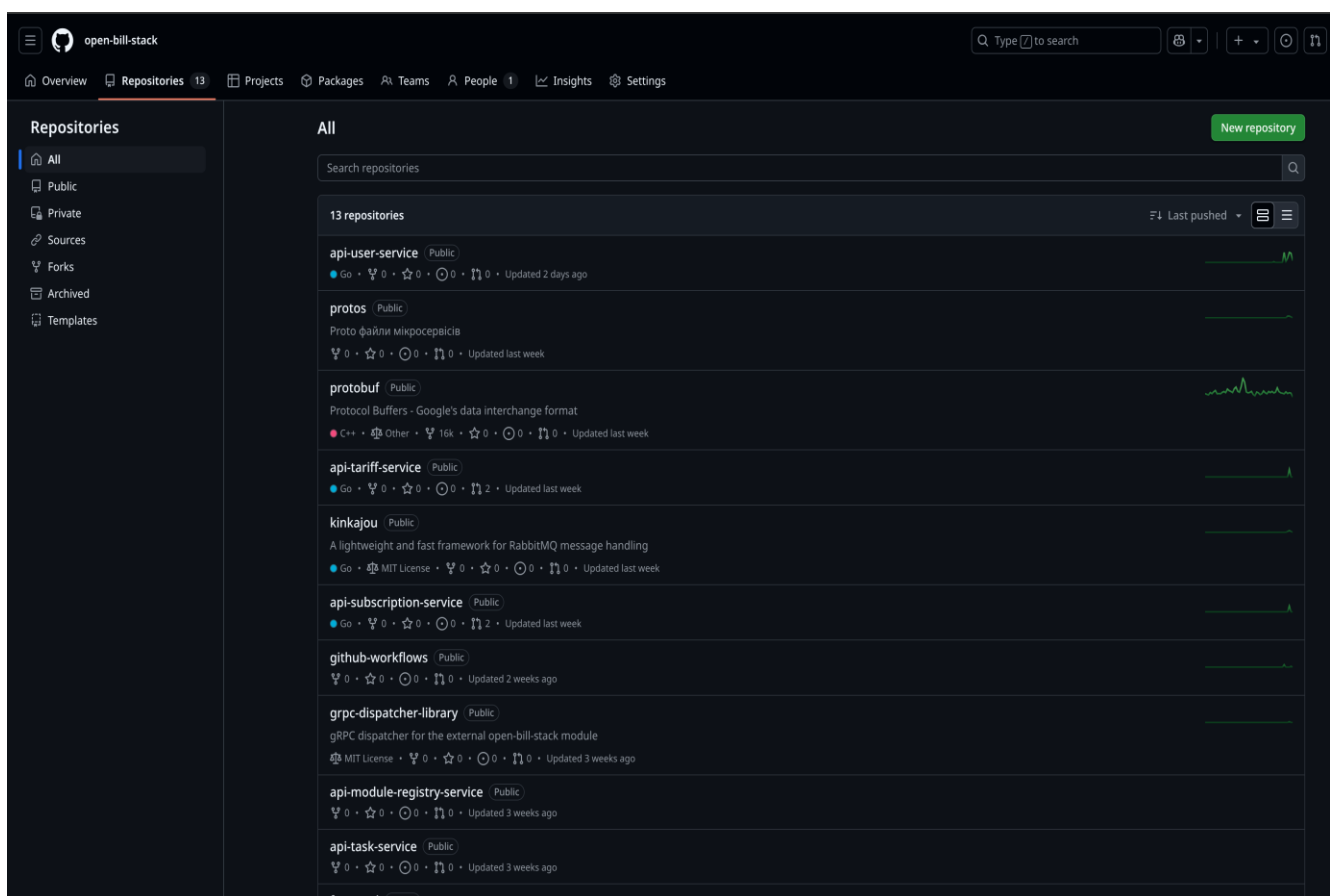 open-bill-stack
Type / to search
Overview Repositories 13 Projects Packages Teams People 1 Insights Settings
Repositories
All
Public
Private
Sources
Forks
Archived
Templates
All
New repository
Search repositories
13 repositories
Last pushed
api-user-service Public
Go • 0 • 0 • 0 • 0 • Updated 2 days ago
protos Public
Proto файли мікросервісів
0 • 0 • 0 • 0 • Updated last week
protobuf Public
Protocol Buffers - Google's data interchange format
C++ • Other • 16k • 0 • 0 • 0 • Updated last week
api-tariff-service Public
Go • 0 • 0 • 0 • 2 • Updated last week
kinkajou Public
A lightweight and fast framework for RabbitMQ message handling
Go • MIT License • 0 • 0 • 0 • 0 • Updated last week
api-subscription-service Public
Go • 0 • 0 • 0 • 2 • Updated last week
github-workflows Public
0 • 0 • 0 • 0 • Updated 2 weeks ago
grpc-dispatcher-library Public
gRPC dispatcher for the external open-bill-stack module
MIT License • 0 • 0 • 0 • 0 • Updated 3 weeks ago
api-module-registry-service Public
0 • 0 • 0 • 0 • Updated 3 weeks ago
api-task-service Public
0 • 0 • 0 • 0 • Updated 3 weeks ago